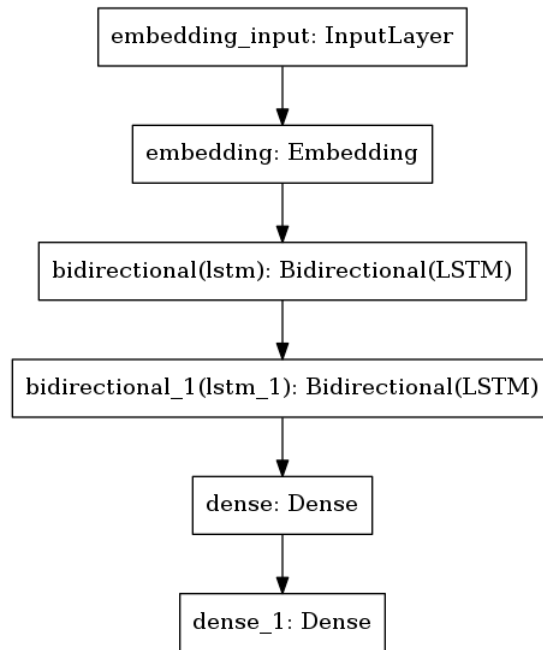 embedding_input: InputLayer
embedding: Embedding
bidirectional(lstm): Bidirectional(LSTM)
bidirectional_1(lstm_1): Bidirectional(LSTM)
dense: Dense
dense_1: Dense